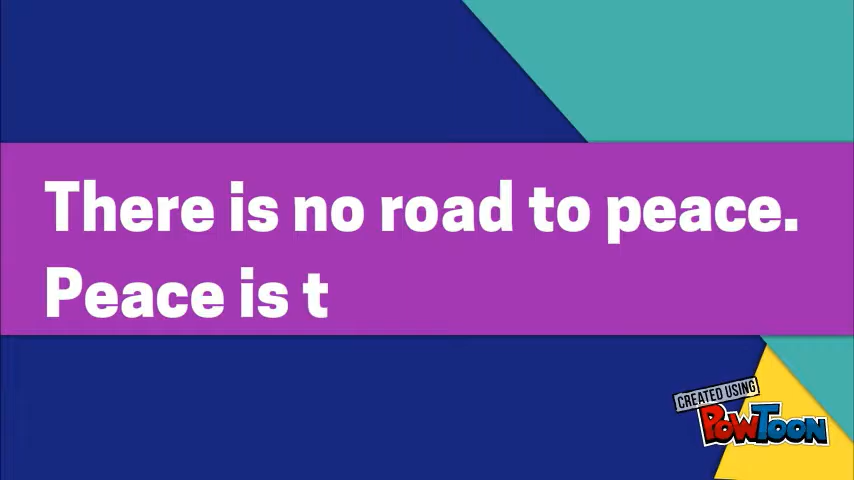 There is no road to peace.
Peace is t
CREATED USING
POWTOON